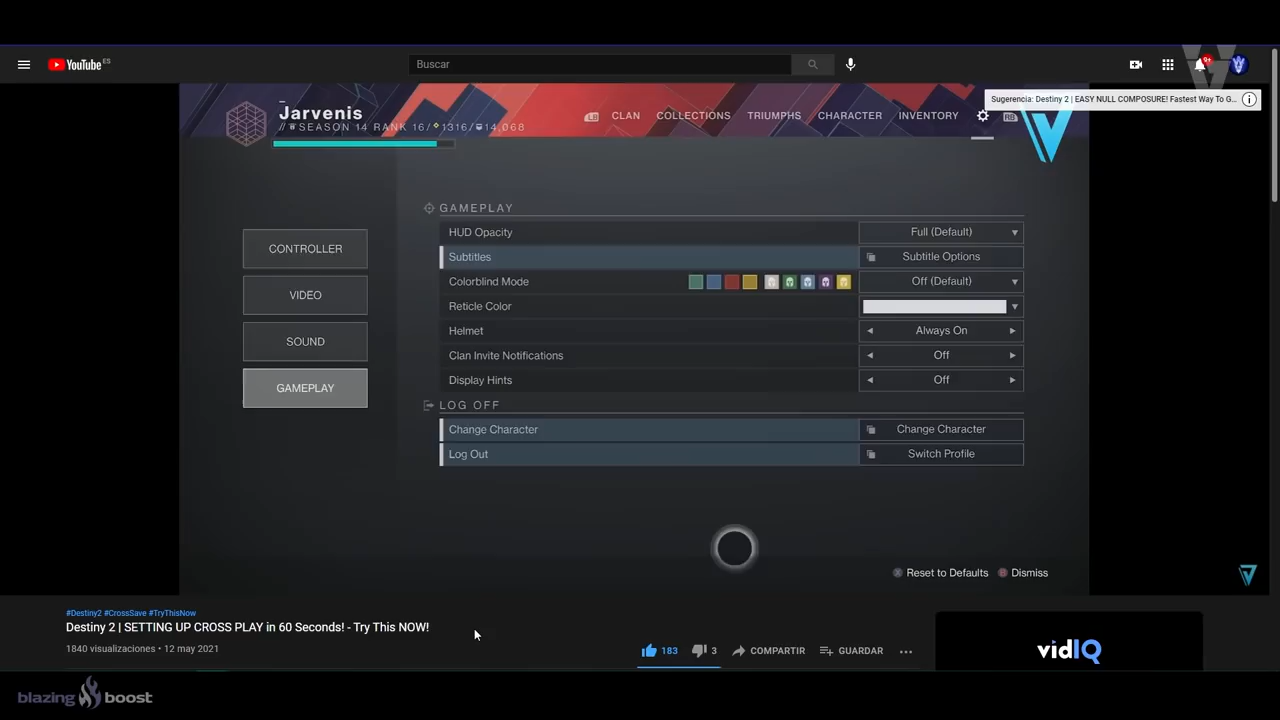 YouTube ES
Buscar
9+
Sugerencia: Destiny 2 | EASY NULL COMPOSURE! Fastest Way To G...
Jarvenis
// SEASON 14 RANK 16/ 1316/ 14,068
LB CLAN COLLECTIONS TRIUMPHS CHARACTER INVENTORY RB
CONTROLLER
VIDEO
SOUND
GAMEPLAY
GAMEPLAY
HUD Opacity Full (Default)
Subtitles Subtitle Options
Colorblind Mode Off (Default)
Reticle Color
Helmet Always On
Clan Invite Notifications Off
Display Hints Off
LOG OFF
Change Character Change Character
Log Out Switch Profile
X Reset to Defaults B Dismiss
#Destiny2 #CrossSave #TryThisNow
Destiny 2 | SETTING UP CROSS PLAY in 60 Seconds! - Try This NOW!
1840 visualizaciones • 12 may 2021
183 3 COMPARTIR GUARDAR ...
vidIQ
blazing boost